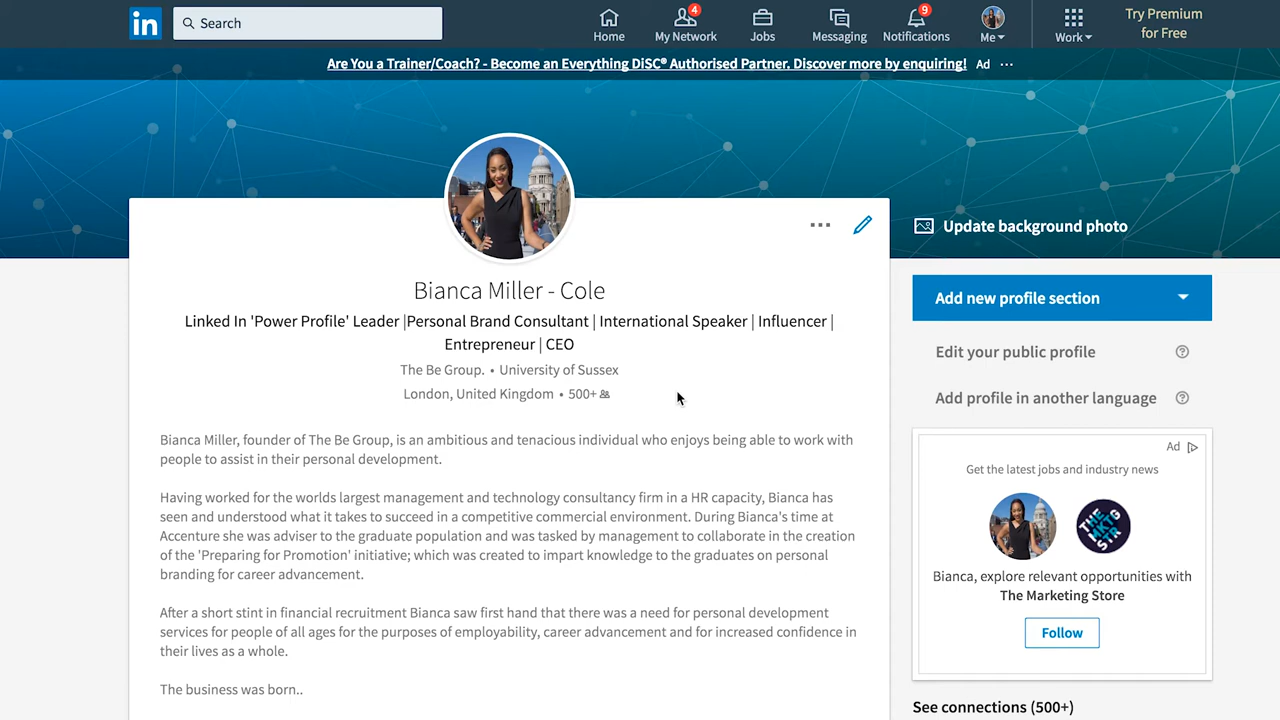 in
Search
4
9
Home
My Network
Jobs
Messaging
Notifications
Me
Work
Try Premium
for Free
Are You a Trainer/Coach? - Become an Everything DiSC® Authorised Partner. Discover more by enquiring! Ad ...
Update background photo
Bianca Miller - Cole
Linked In 'Power Profile' Leader |Personal Brand Consultant | International Speaker | Influencer |
Entrepreneur | CEO
The Be Group. • University of Sussex
London, United Kingdom • 500+
Bianca Miller, founder of The Be Group, is an ambitious and tenacious individual who enjoys being able to work with
people to assist in their personal development.
Having worked for the worlds largest management and technology consultancy firm in a HR capacity, Bianca has
seen and understood what it takes to succeed in a competitive commercial environment. During Bianca's time at
Accenture she was adviser to the graduate population and was tasked by management to collaborate in the creation
of the 'Preparing for Promotion' initiative; which was created to impart knowledge to the graduates on personal
branding for career advancement.
After a short stint in financial recruitment Bianca saw first hand that there was a need for personal development
services for people of all ages for the purposes of employability, career advancement and for increased confidence in
their lives as a whole.
The business was born..
Add new profile section
Edit your public profile ?
Add profile in another language ?
Ad
Get the latest jobs and industry news
THE
MKTG
STR
Bianca, explore relevant opportunities with
The Marketing Store
Follow
See connections (500+)